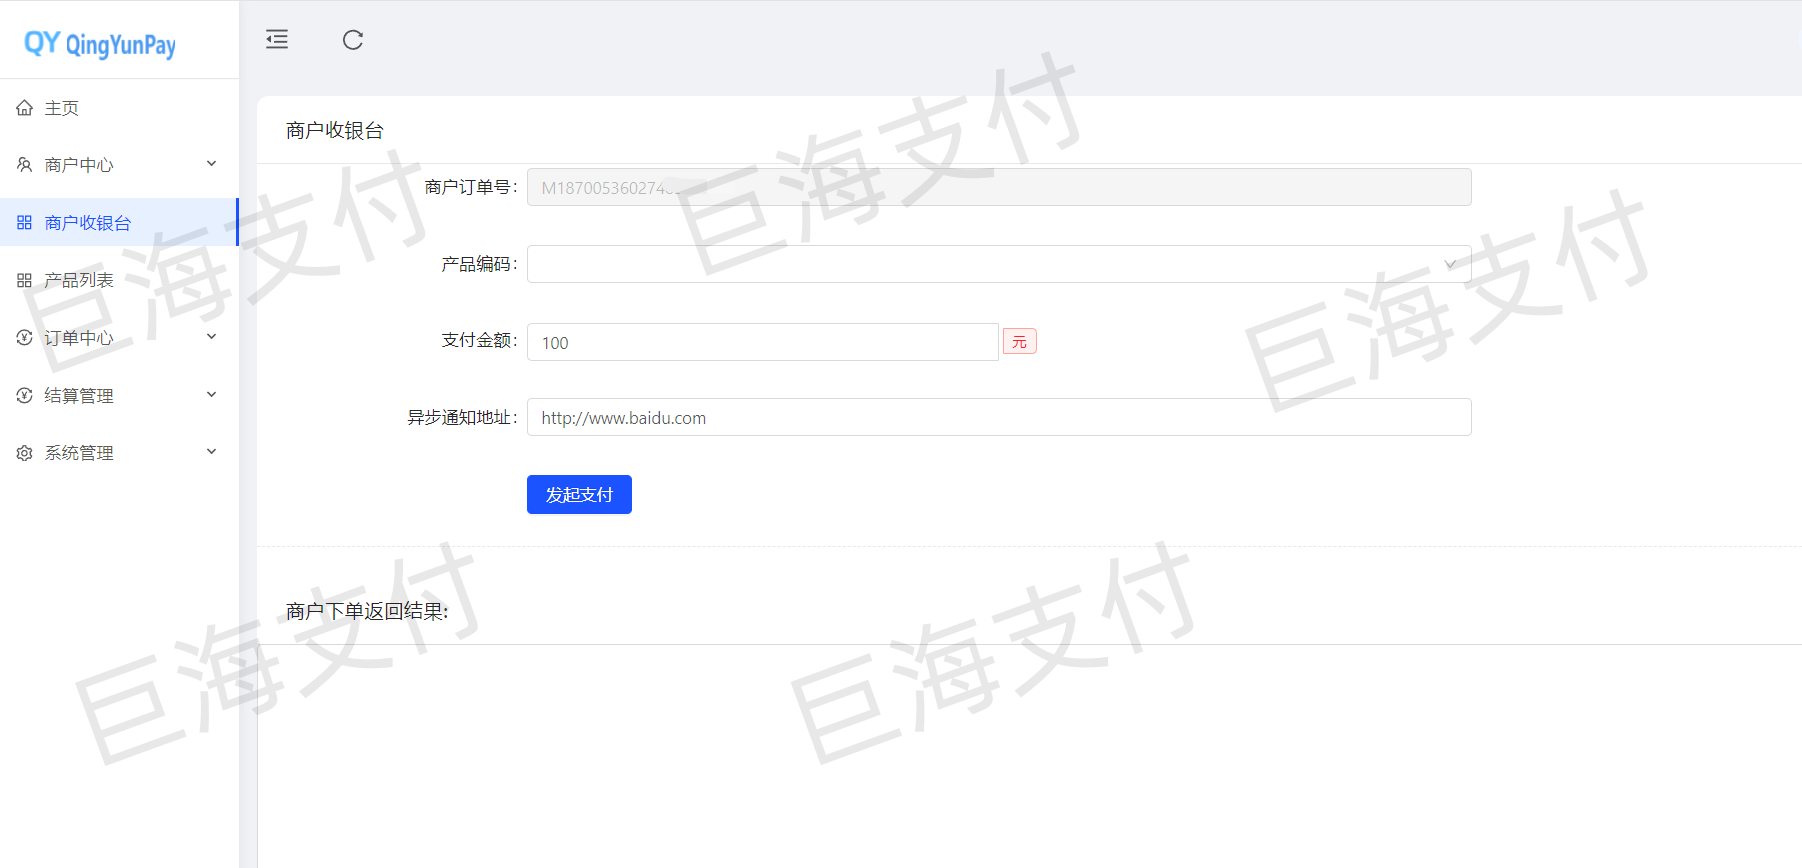 QY QingYunPay
主页
商户中心
商户收银台
产品列表
订单中心
结算管理
系统管理
商户收银台
商户订单号:
产品编码:
支付金额: 100 元
异步通知地址: http://www.baidu.com
发起支付
商户下单返回结果:
巨海支付
巨海支付
巨海支付
巨海支付
巨海支付